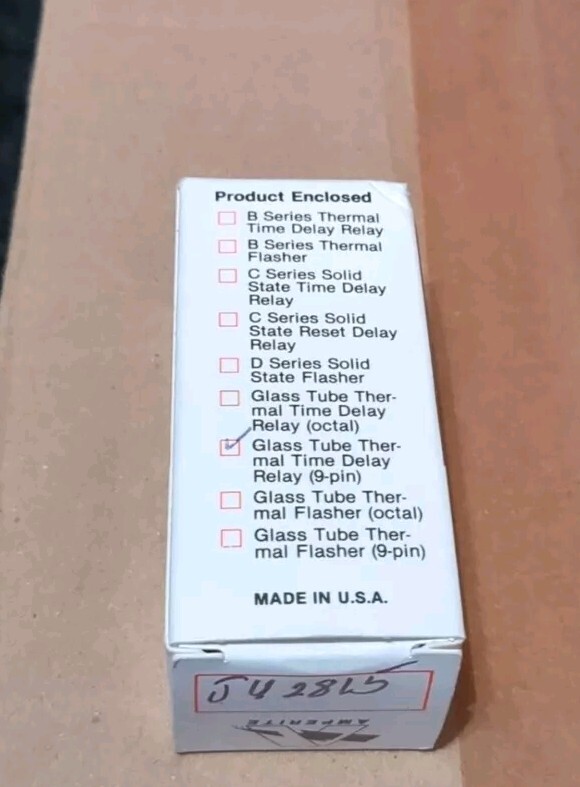 Product Enclosed
B Series Thermal
Time Delay Relay
B Series Thermal
Flasher
C Series Solid
State Time Delay
Relay
C Series Solid
State Reset Delay
Relay
D Series Solid
State Flasher
Glass Tube Ther-
mal Time Delay
Relay (octal)
Glass Tube Ther-
mal Time Delay
Relay (9-pin)
Glass Tube Ther-
mal Flasher (octal)
Glass Tube Ther-
mal Flasher (9-pin)
MADE IN U.S.A.
AMPERITE